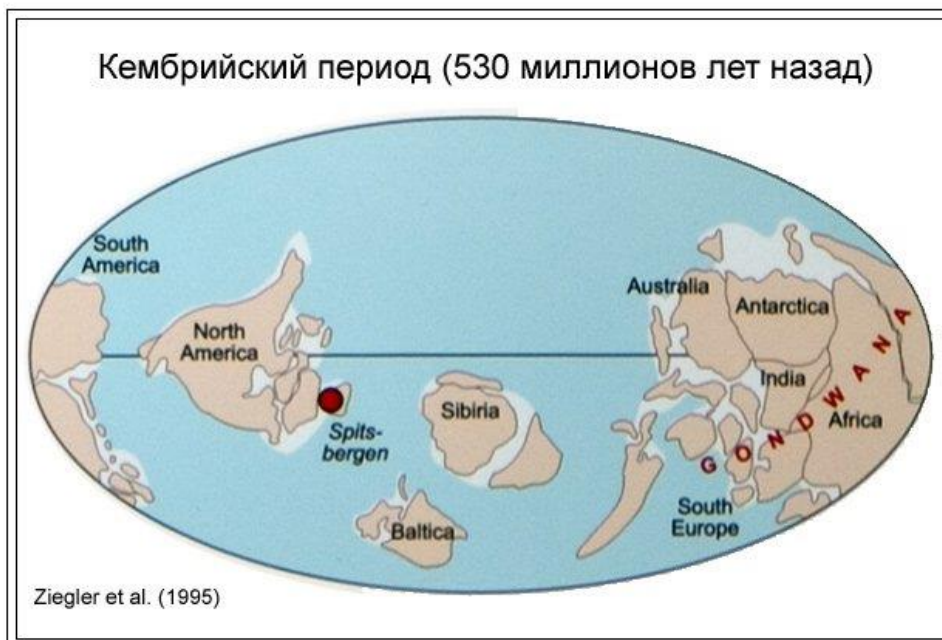 Кембрийский период (530 миллионов лет назад)
South
America
North
America
Spits-
bergen
Sibiria
Baltica
Australia
Antarctica
India
Africa
GONDWANA
South
Europe
Ziegler et al. (1995)